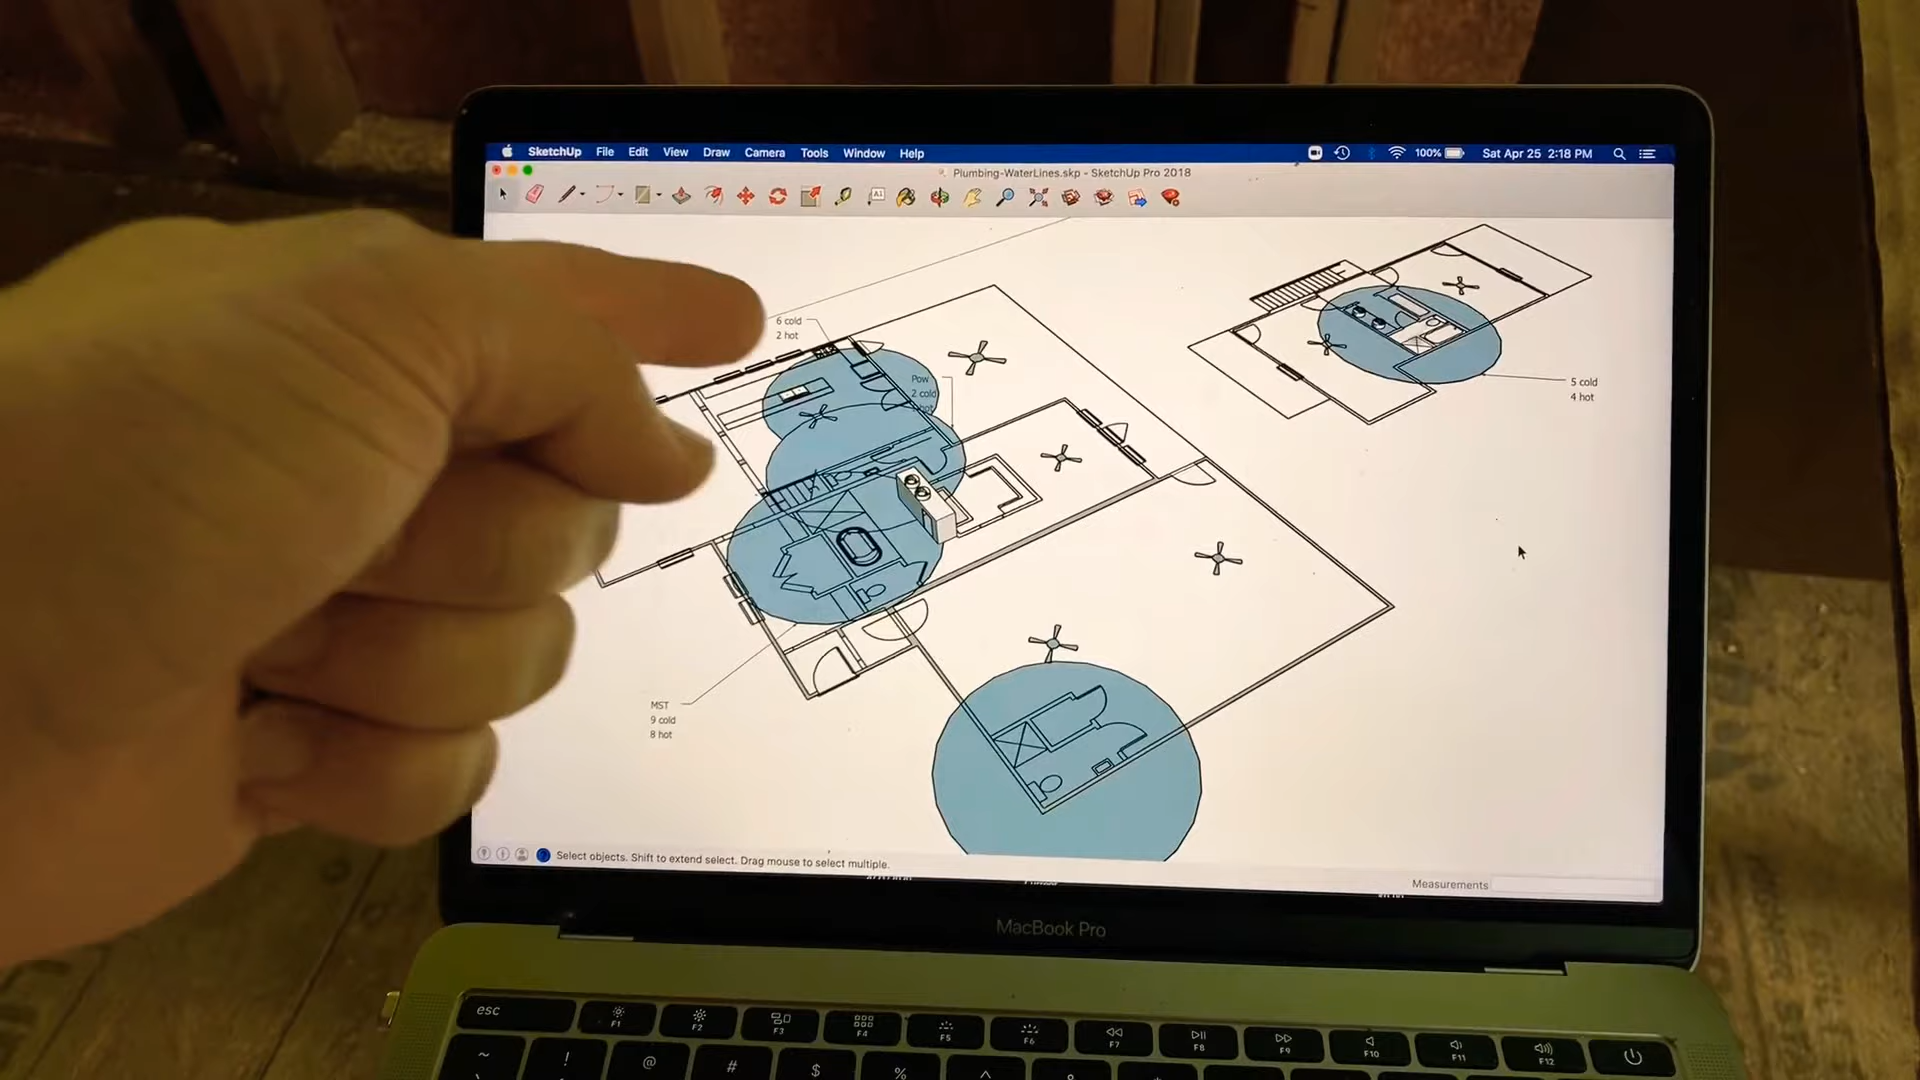 SketchUp File Edit View Draw Camera Tools Window Help 100% Sat Apr 25 2:18 PM
Plumbing-WaterLines.skp - SketchUp Pro 2018
6 cold
2 hot
Pow
2 cold
hot
5 cold
4 hot
MST
9 cold
8 hot
Select objects. Shift to extend select. Drag mouse to select multiple.
Measurements
MacBook Pro
esc F1 F2 F3 F4 F5 F6 F7 F8 F9 F10 F11 F12
~ ! @ # $ % ^